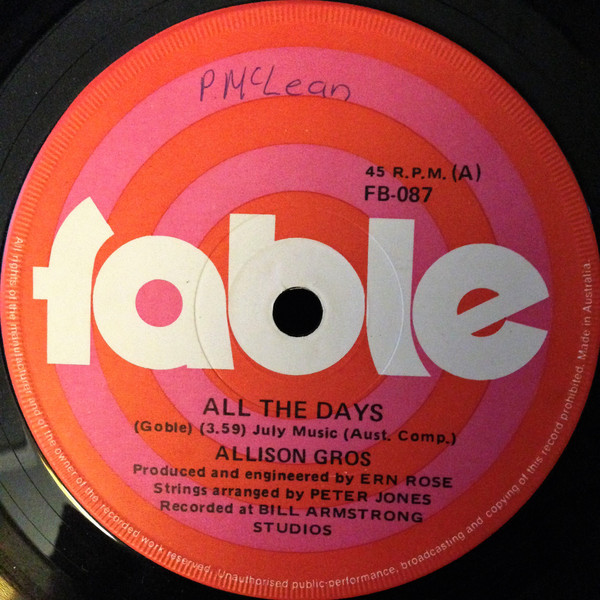 P. McLean
45 R.P.M. (A)
FB-087
fable
ALL THE DAYS
(Goble) (3.59) July Music (Aust. Comp.)
ALLISON GROS
Produced and engineered by ERN ROSE
Strings arranged by PETER JONES
Recorded at BILL ARMSTRONG
STUDIOS
All rights of the manufacturer and of the owner of the recorded work reserved. Unauthorised public performance, broadcasting and copying of this record prohibited. Made in Australia.